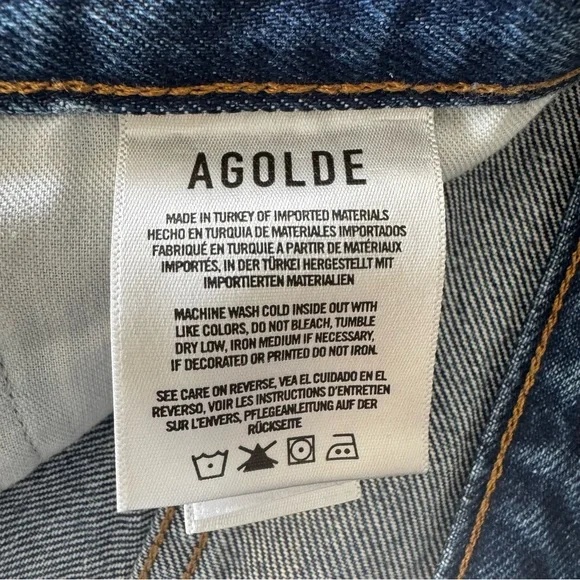 AGOLDE
MADE IN TURKEY OF IMPORTED MATERIALS
HECHO EN TURQUIA DE MATERIALES IMPORTADOS
FABRIQUÉ EN TURQUIE A PARTIR DE MATÉRIAUX
IMPORTÉS, IN DER TÜRKEI HERGESTELLT MIT
IMPORTIERTEN MATERIALIEN
MACHINE WASH COLD INSIDE OUT WITH
LIKE COLORS, DO NOT BLEACH, TUMBLE
DRY LOW, IRON MEDIUM IF NECESSARY,
IF DECORATED OR PRINTED DO NOT IRON.
SEE CARE ON REVERSE, VEA EL CUIDADO EN EL
REVERSO, VOIR LES INSTRUCTIONS D'ENTRETIEN
SUR L'ENVERS, PFLEGEANLEITUNG AUF DER
RÜCKSEITE